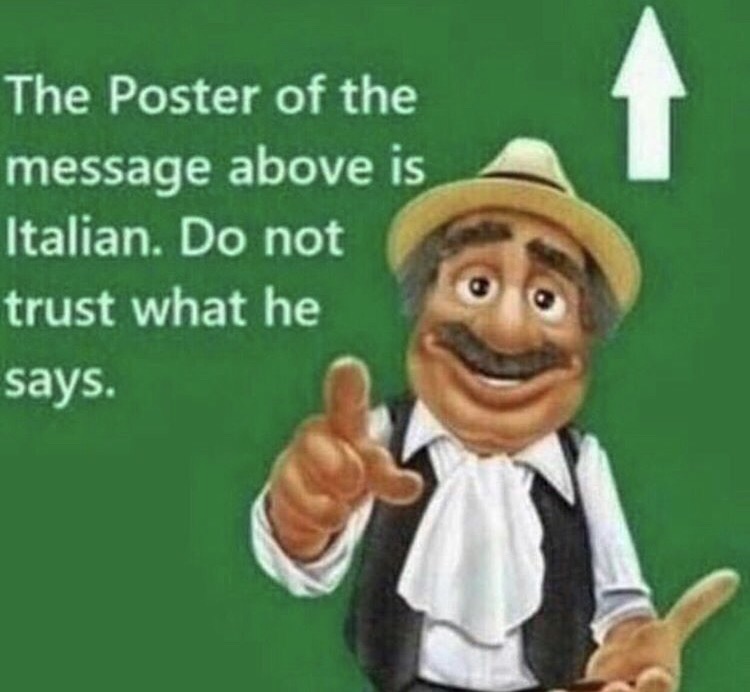 The Poster of the
message above is
Italian. Do not
trust what he
says.